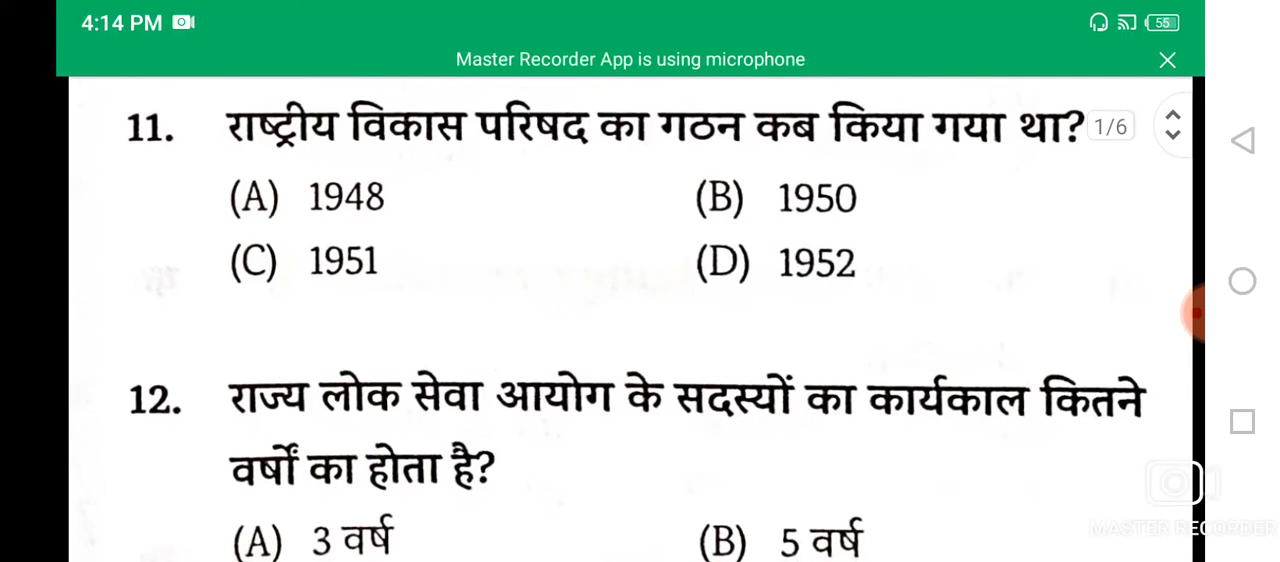 4:14 PM
55
Master Recorder App is using microphone
11. राष्ट्रीय विकास परिषद का गठन कब किया गया था?
1/6
(A) 1948 (B) 1950
(C) 1951 (D) 1952
12. राज्य लोक सेवा आयोग के सदस्यों का कार्यकाल कितने
वर्षों का होता है?
(A) 3 वर्ष (B) 5 वर्ष
MASTER RECORDER